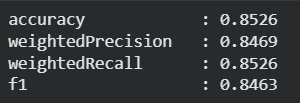 accuracy : 0.8526
weightedPrecision : 0.8469
weightedRecall : 0.8526
f1 : 0.8463